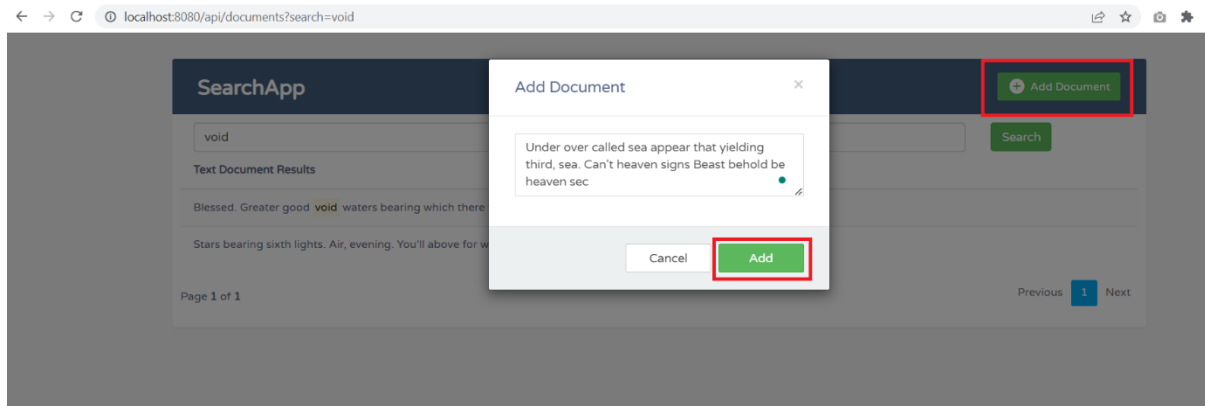 localhost:8080/api/documents?search=void
SearchApp
Add Document
void
Search
Text Document Results
Blessed. Greater good void waters bearing which there
Stars bearing sixth lights. Air, evening. You'll above for w
Page 1 of 1
Previous 1 Next
Add Document
×
Under over called sea appear that yielding
third, sea. Can't heaven signs Beast behold be
heaven sec
Cancel
Add